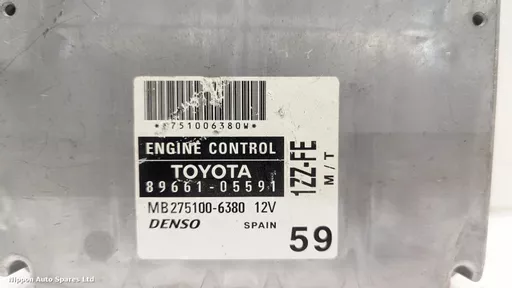 *751006380W*
ENGINE CONTROL
TOYOTA
89661-05591
MB275100-6380 12V
DENSO SPAIN
1ZZ-FE
M/T
59
Nippon Auto Spares Ltd